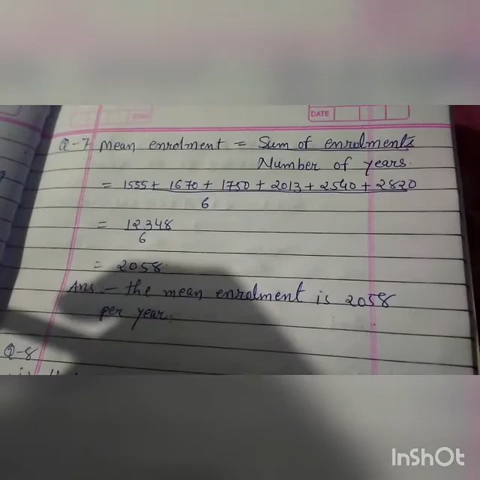 DATE
Q-7 Mean enrolment = Sum of enrolments
Number of years.
= 1555 + 1670 + 1750 + 2013 + 2540 + 2820
6
= 12348
6
= 2058
Ans - the mean enrolment is 2058
per year.
Q-8
InShOt